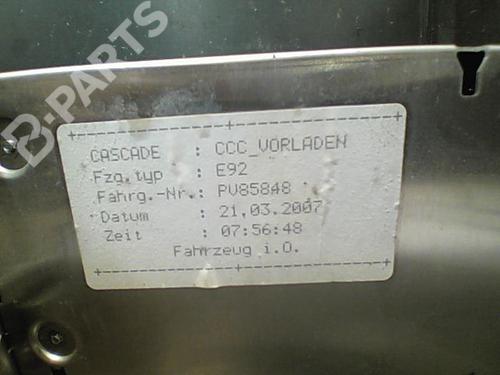 B-PARTS
CASCADE : CCC_VORLADEN
Fzg.typ : E92
Fahrg.-Nr.: PV85848
Datum : 21.03.2007
Zeit : 07:56:48
Fahrzeug i.O.